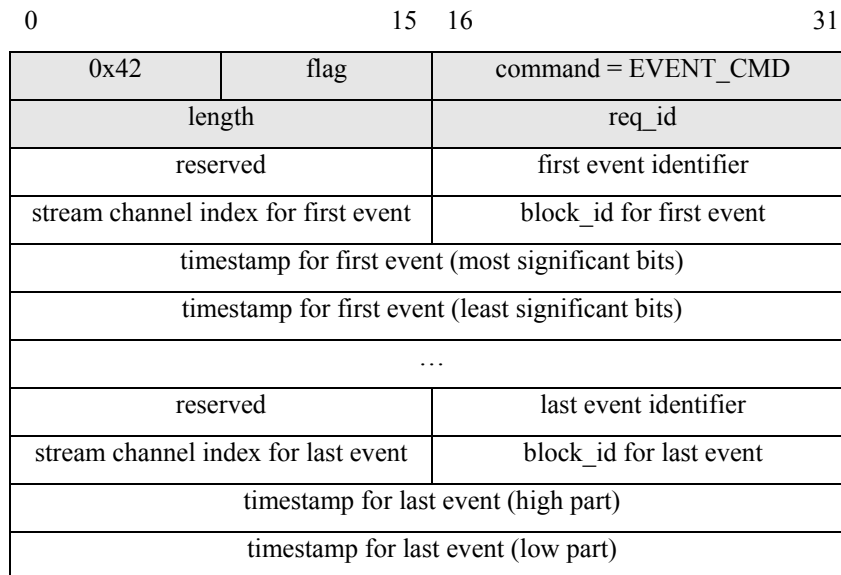 0 15 16 31
0x42 flag command = EVENT_CMD
length req_id
reserved first event identifier
stream channel index for first event block_id for first event
timestamp for first event (most significant bits)
timestamp for first event (least significant bits)
…
reserved last event identifier
stream channel index for last event block_id for last event
timestamp for last event (high part)
timestamp for last event (low part)